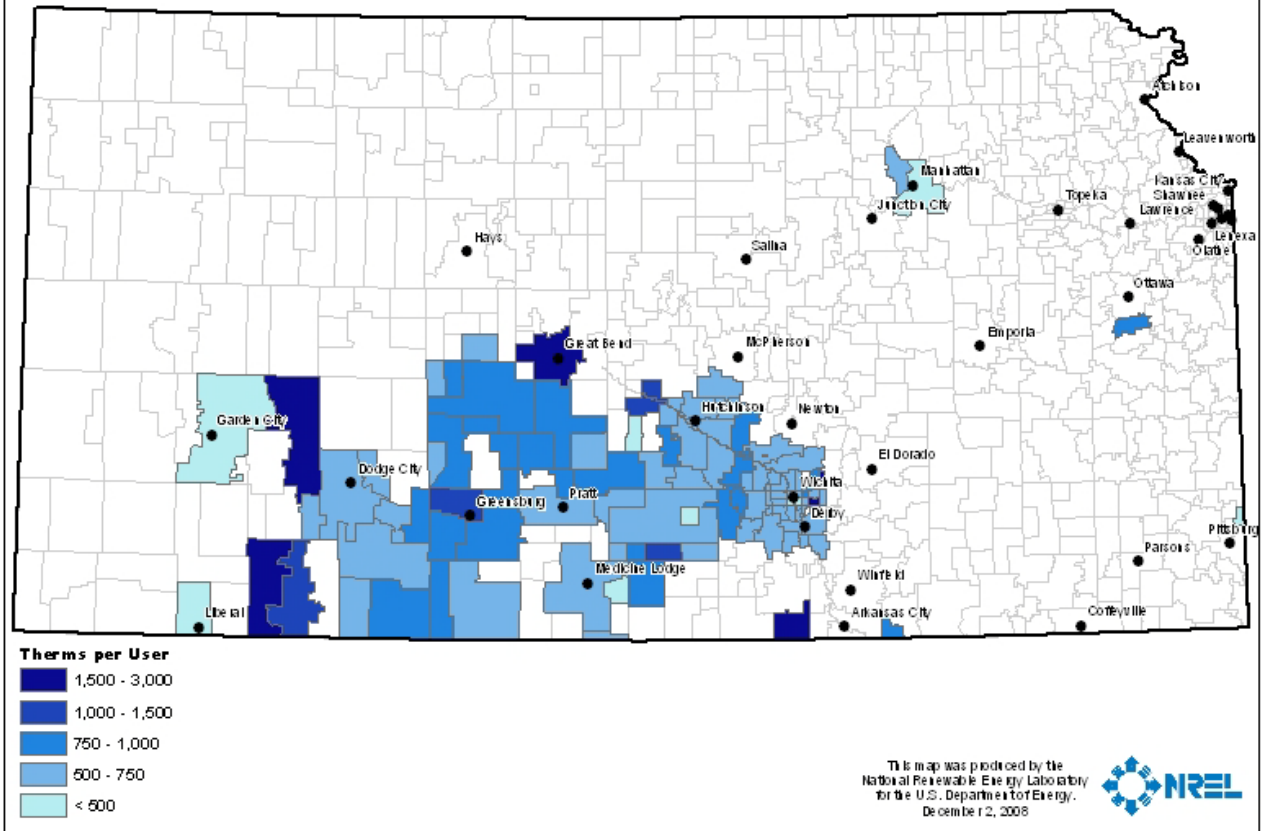 Atchison
Leavenworth
Manhattan
Kansas City
Junction City
Topeka
Shawnee
Lawrence
Lenexa
Olathe
Hays
Salina
Ottawa
Emporia
Great Bend
McPherson
Garden City
Hutchinson
Newton
Dodge City
El Dorado
Wichita
Greensburg
Pratt
Derby
Pittsburg
Parsons
Medicine Lodge
Winfield
Liberal
Arkansas City
Coffeyville
Therms per User
1,500 - 3,000
1,000 - 1,500
750 - 1,000
500 - 750
< 500
This map was produced by the
National Renewable Energy Laboratory
for the U.S. Department of Energy.
December 2, 2008
NREL